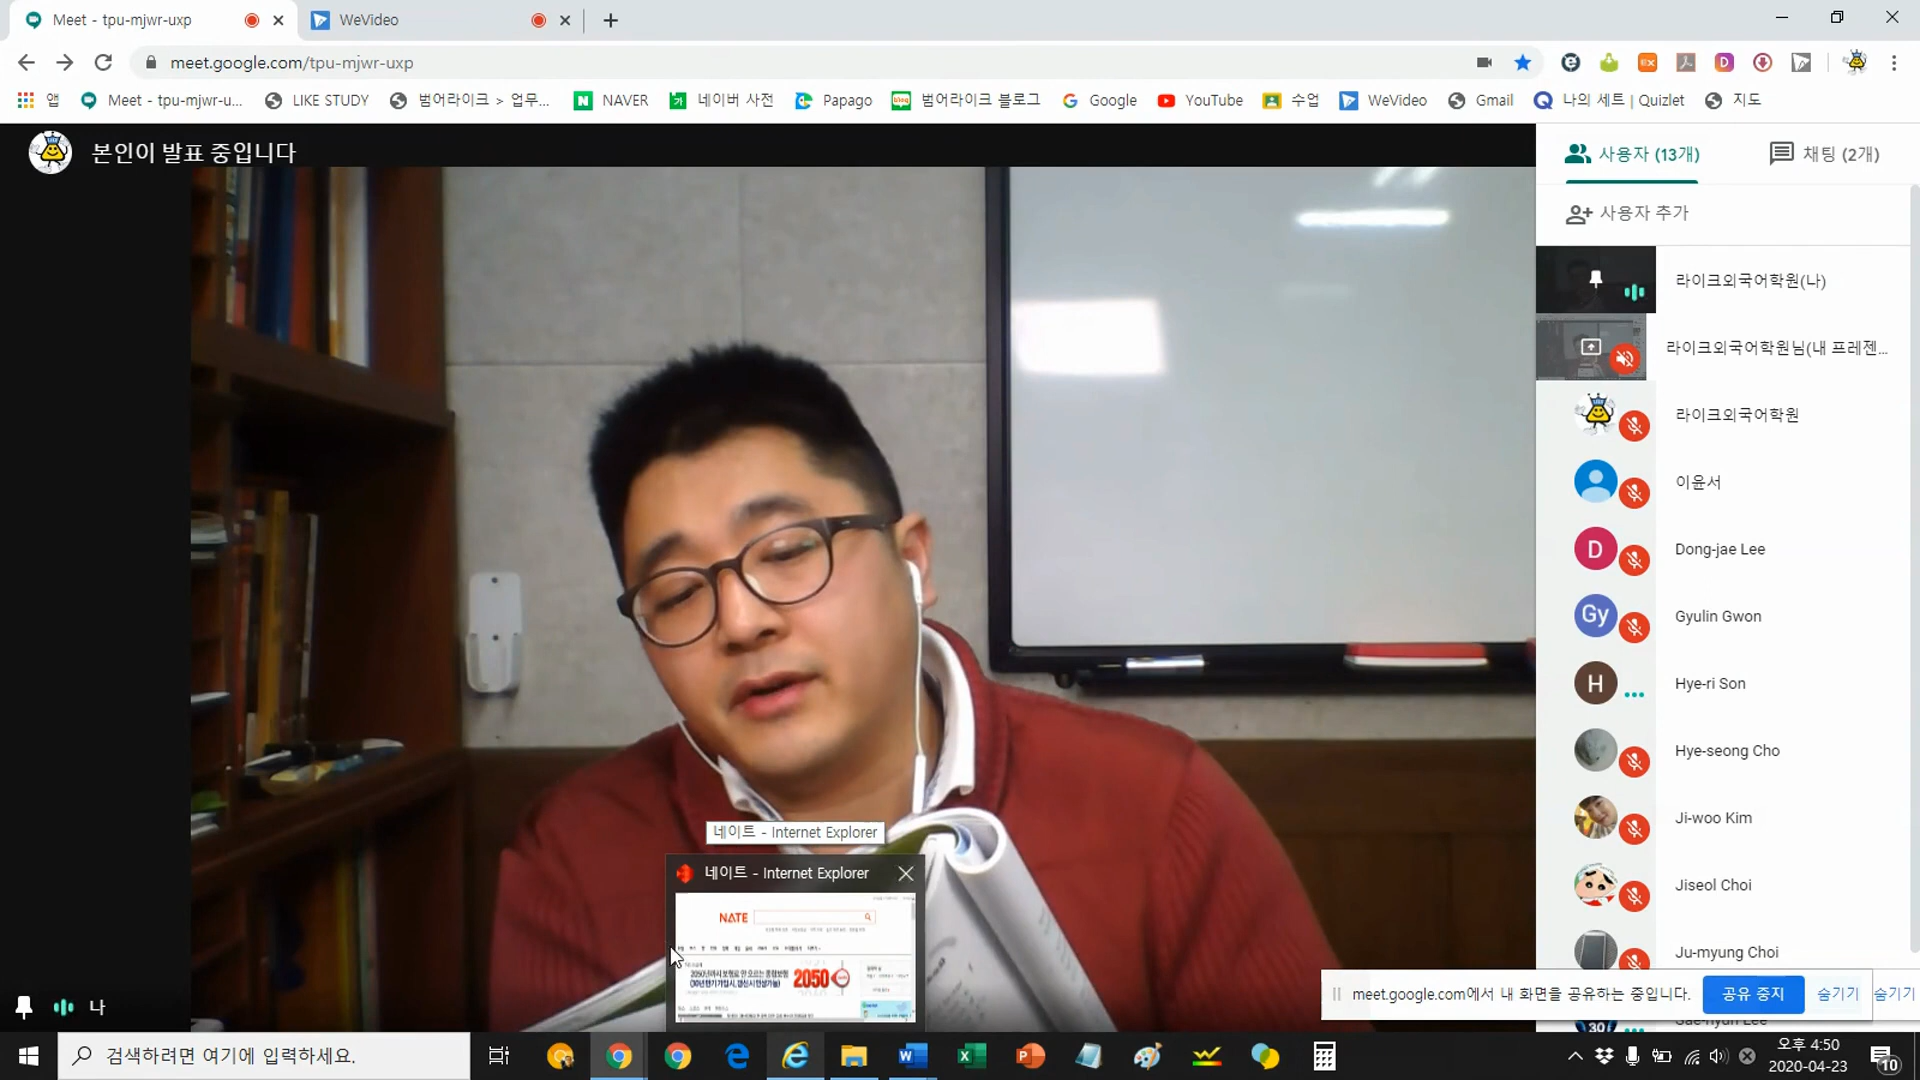 Meet - tpu-mjwr-uxp
WeVideo
meet.google.com/tpu-mjwr-uxp
앱
Meet - tpu-mjwr-u...
LIKE STUDY
범어라이크 > 업무...
NAVER
네이버 사전
Papago
범어라이크 블로그
Google
YouTube
수업
WeVideo
Gmail
나의 세트 | Quizlet
지도
본인이 발표 중입니다
사용자 (13개)
채팅 (2개)
사용자 추가
라이크외국어학원(나)
라이크외국어학원님(내 프레젠...
라이크외국어학원
이윤서
D
Dong-jae Lee
Gy
Gyulin Gwon
H
Hye-ri Son
Hye-seong Cho
Ji-woo Kim
Jiseol Choi
Ju-myung Choi
네이트 - Internet Explorer
네이트 - Internet Explorer
NATE
2050
meet.google.com에서 내 화면을 공유하는 중입니다.
공유 중지
숨기기
숨기기
나
검색하려면 여기에 입력하세요.
오후 4:50
2020-04-23
10